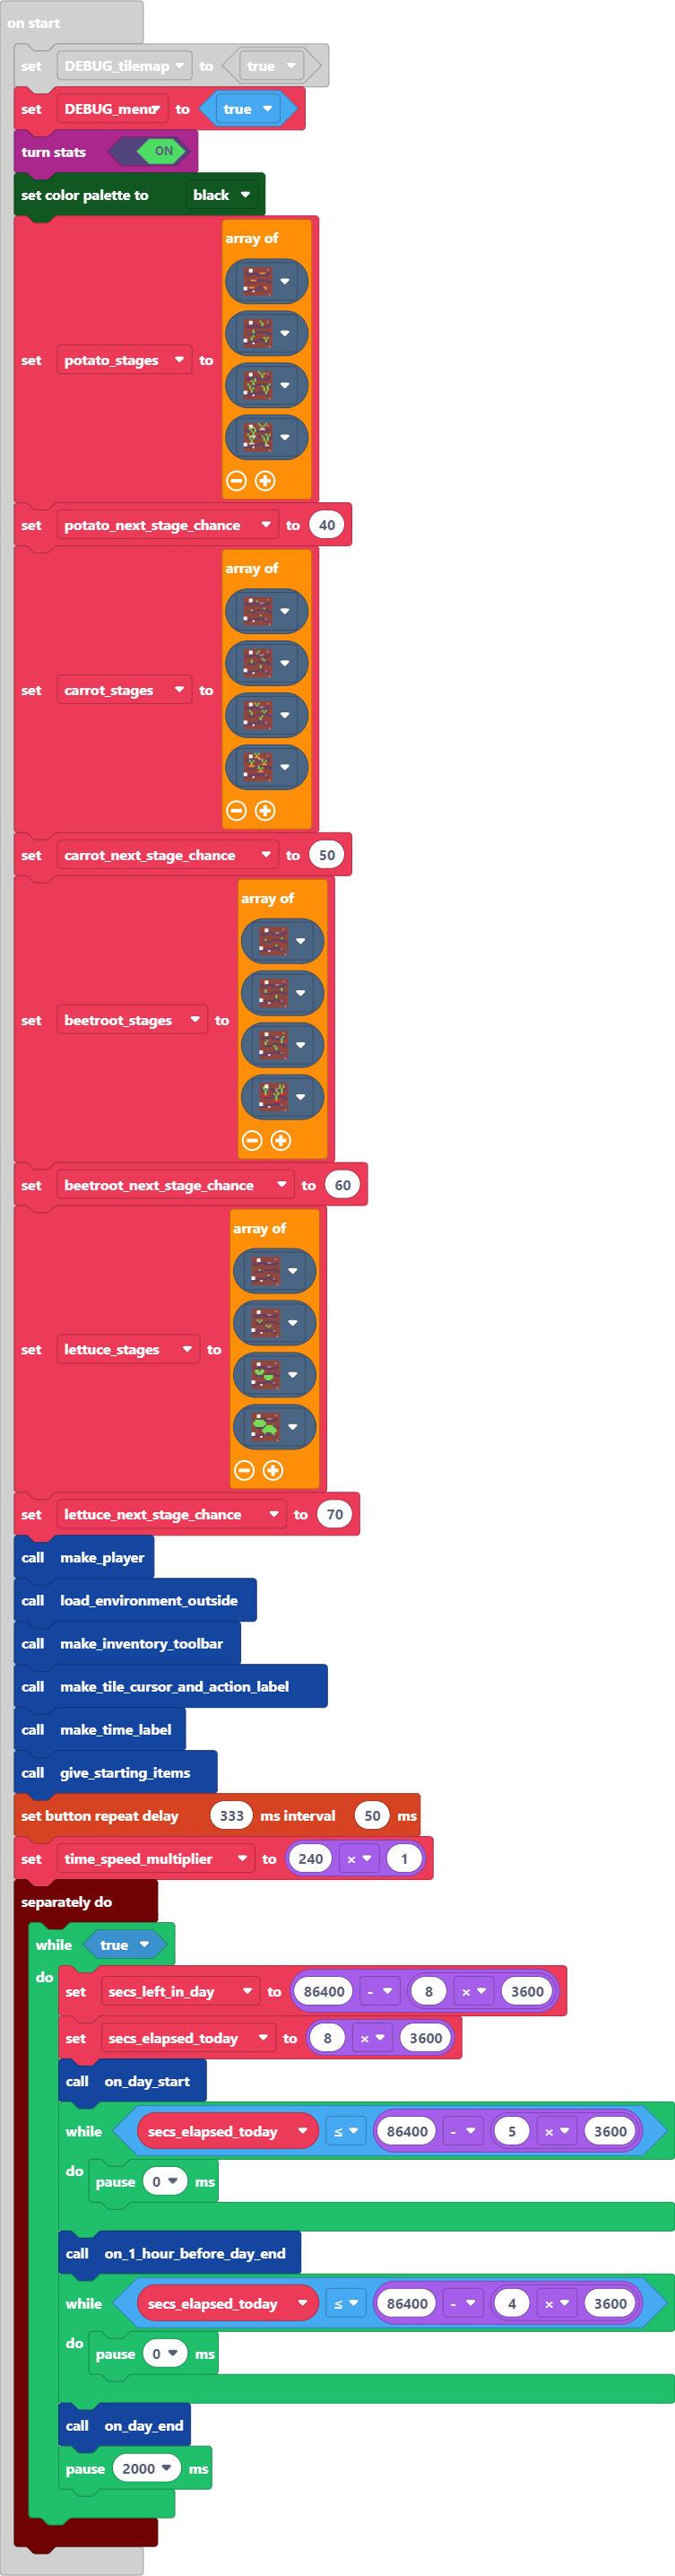 on start
set DEBUG_tilemap to true
set DEBUG_menu to true
turn stats ON
set color palette to black
array of
set potato_stages to
set potato_next_stage_chance to 40
array of
set carrot_stages to
set carrot_next_stage_chance to 50
array of
set beetroot_stages to
set beetroot_next_stage_chance to 60
array of
set lettuce_stages to
set lettuce_next_stage_chance to 70
call make_player
call load_environment_outside
call make_inventory_toolbar
call make_tile_cursor_and_action_label
call make_time_label
call give_starting_items
set button repeat delay 333 ms interval 50 ms
set time_speed_multiplier to 240 × 1
separately do
while true
do
set secs_left_in_day to 86400 - 8 × 3600
set secs_elapsed_today to 8 × 3600
call on_day_start
while secs_elapsed_today ≤ 86400 - 5 × 3600
do
pause 0 ms
call on_1_hour_before_day_end
while secs_elapsed_today ≤ 86400 - 4 × 3600
do
pause 0 ms
call on_day_end
pause 2000 ms